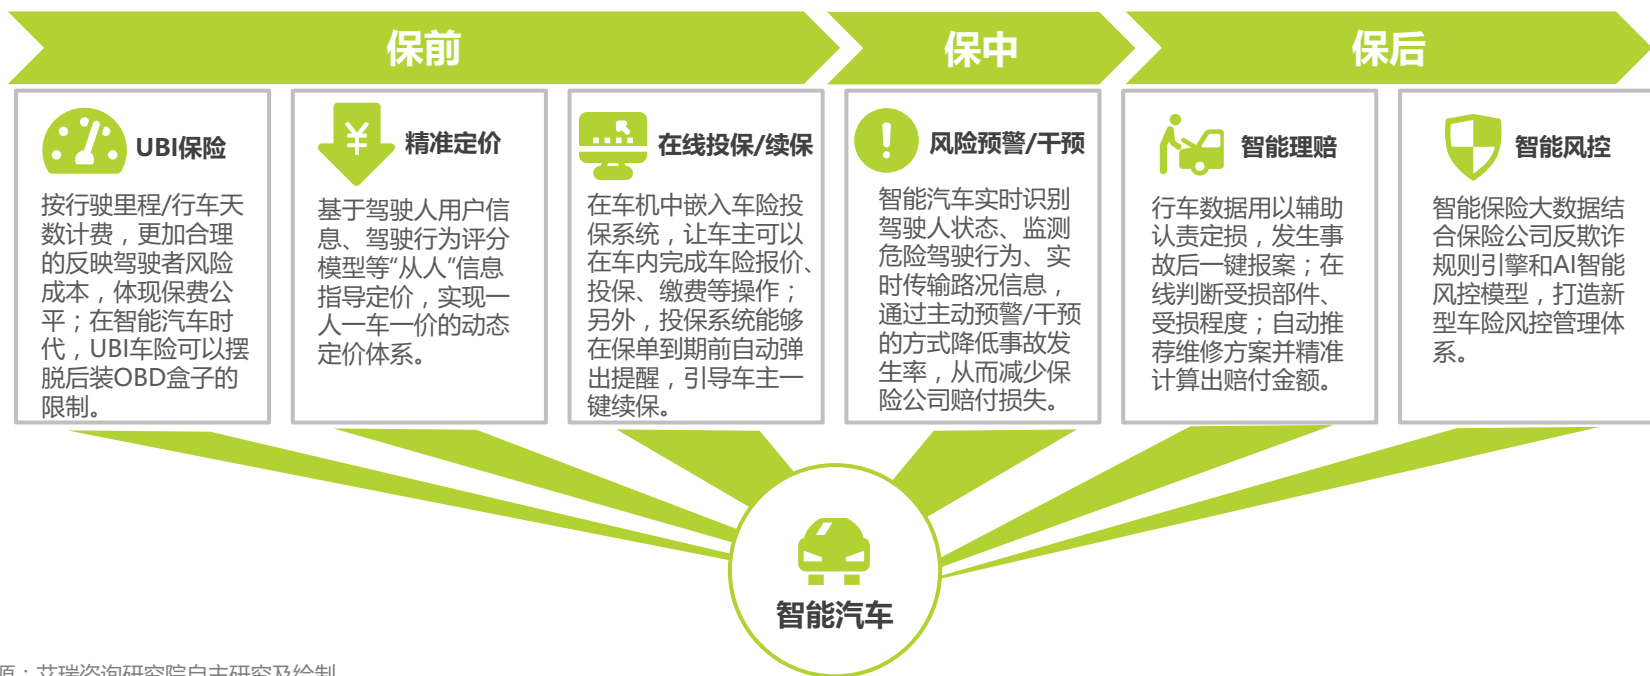 保前
保中
保后
UBI保险
按行驶里程/行车天
数计费，更加合理
的反映驾驶者风险
成本，体现保费公
平；在智能汽车时
代，UBI车险可以摆
脱后装OBD盒子的
限制。
¥
精准定价
基于驾驶人用户信
息、驾驶行为评分
模型等“从人”信息
指导定价，实现一
人一车一价的动态
定价体系。
在线投保/续保
在车机中嵌入车险投
保系统，让车主可以
在车内完成车险报价、
投保、缴费等操作；
另外，投保系统能够
在保单到期前自动弹
出提醒，引导车主一
键续保。
风险预警/干预
智能汽车实时识别
驾驶人状态、监测
危险驾驶行为、实
时传输路况信息，
通过主动预警/干预
的方式降低事故发
生率，从而减少保
险公司赔付损失。
智能理赔
行车数据用以辅助
认责定损，发生事
故后一键报案；在
线判断受损部件、
受损程度；自动推
荐维修方案并精准
计算出赔付金额。
智能风控
智能保险大数据结
合保险公司反欺诈
规则引擎和AI智能
风控模型，打造新
型车险风控管理体
系。
智能汽车
源：艾瑞咨询研究院自主研究及绘制